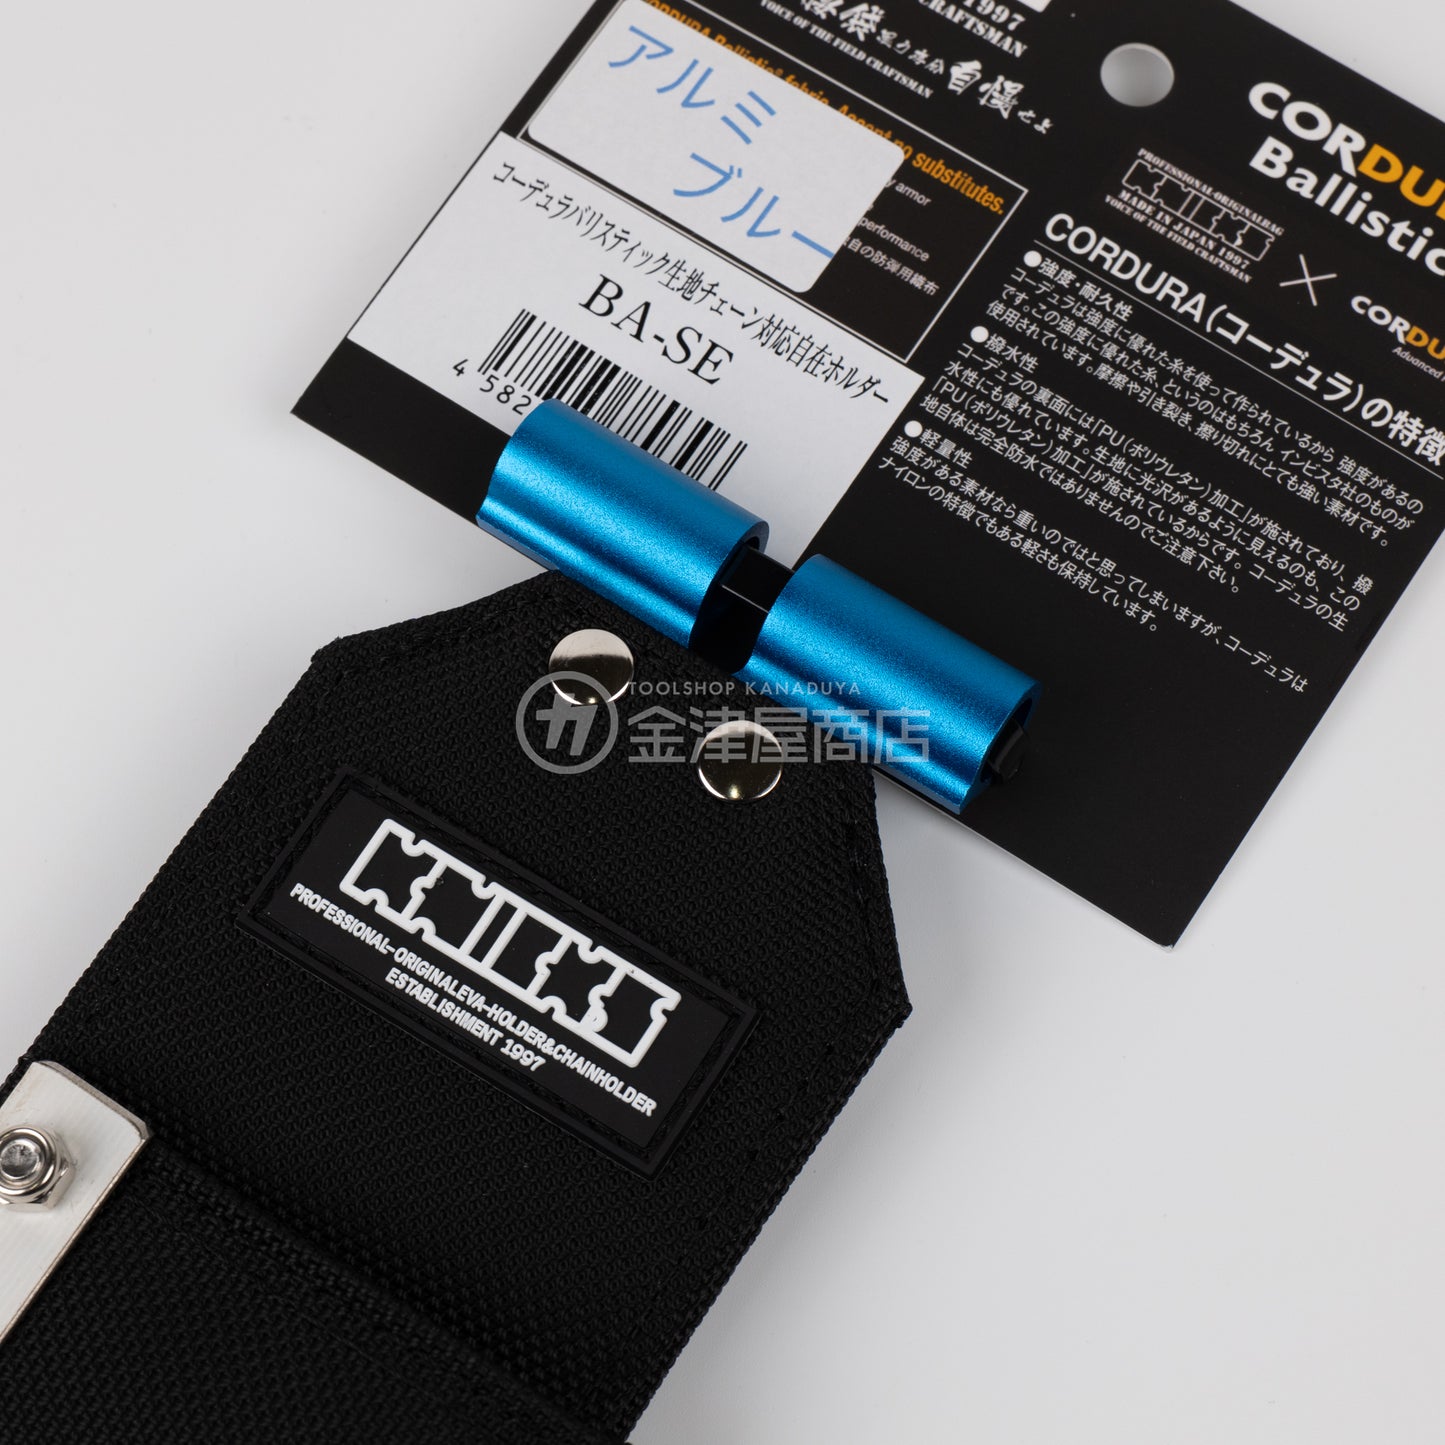 1997
CRAFTSMAN
腰袋
自慢せよ
VOICE OF THE FIELD CRAFTSMAN
CORDURA Ballistic® fabric. Accept no substitutes.
アルミ
ブルー
y armor
performance
独自の防弾用織布
コーデュラバリスティック生地チェーン対応自在ホルダー
BA-SE
4 582
CORDU
Ballistic
PROFESSIONAL-ORIGINALBAG
KNICKS
MADE IN JAPAN 1997
VOICE OF THE FIELD CRAFTSMAN
×
CORDU
Advanced
CORDURA(コーデュラ)の特徴
●強度・耐久性
コーデュラは強度に優れた糸を使って作られているから 強度があるの
です。この強度に優れた糸、というのはもちろん インビスタ社のものが
使用されています。摩擦や引き裂き、擦り切れにとても強い素材です。
●撥水性
コーデュラの裏面には「PU(ポリウレタン)加工」が施されており、撥
水性にも優れています。生地に光沢があるように見えるのも、この
「PU(ポリウレタン)加工」が施されているからです。コーデュラの生
地自体は完全防水ではありませんのでご注意下さい。
●軽量性
強度がある素材なら重いのではと思ってしまいますが、コーデュラは
ナイロンの特徴でもある軽さも保持しています。
TOOLSHOP KANADUYA
金津屋商店
KNICKS
PROFESSIONAL-ORIGINALEVA-HOLDER&CHAINHOLDER
ESTABLISHMENT 1997